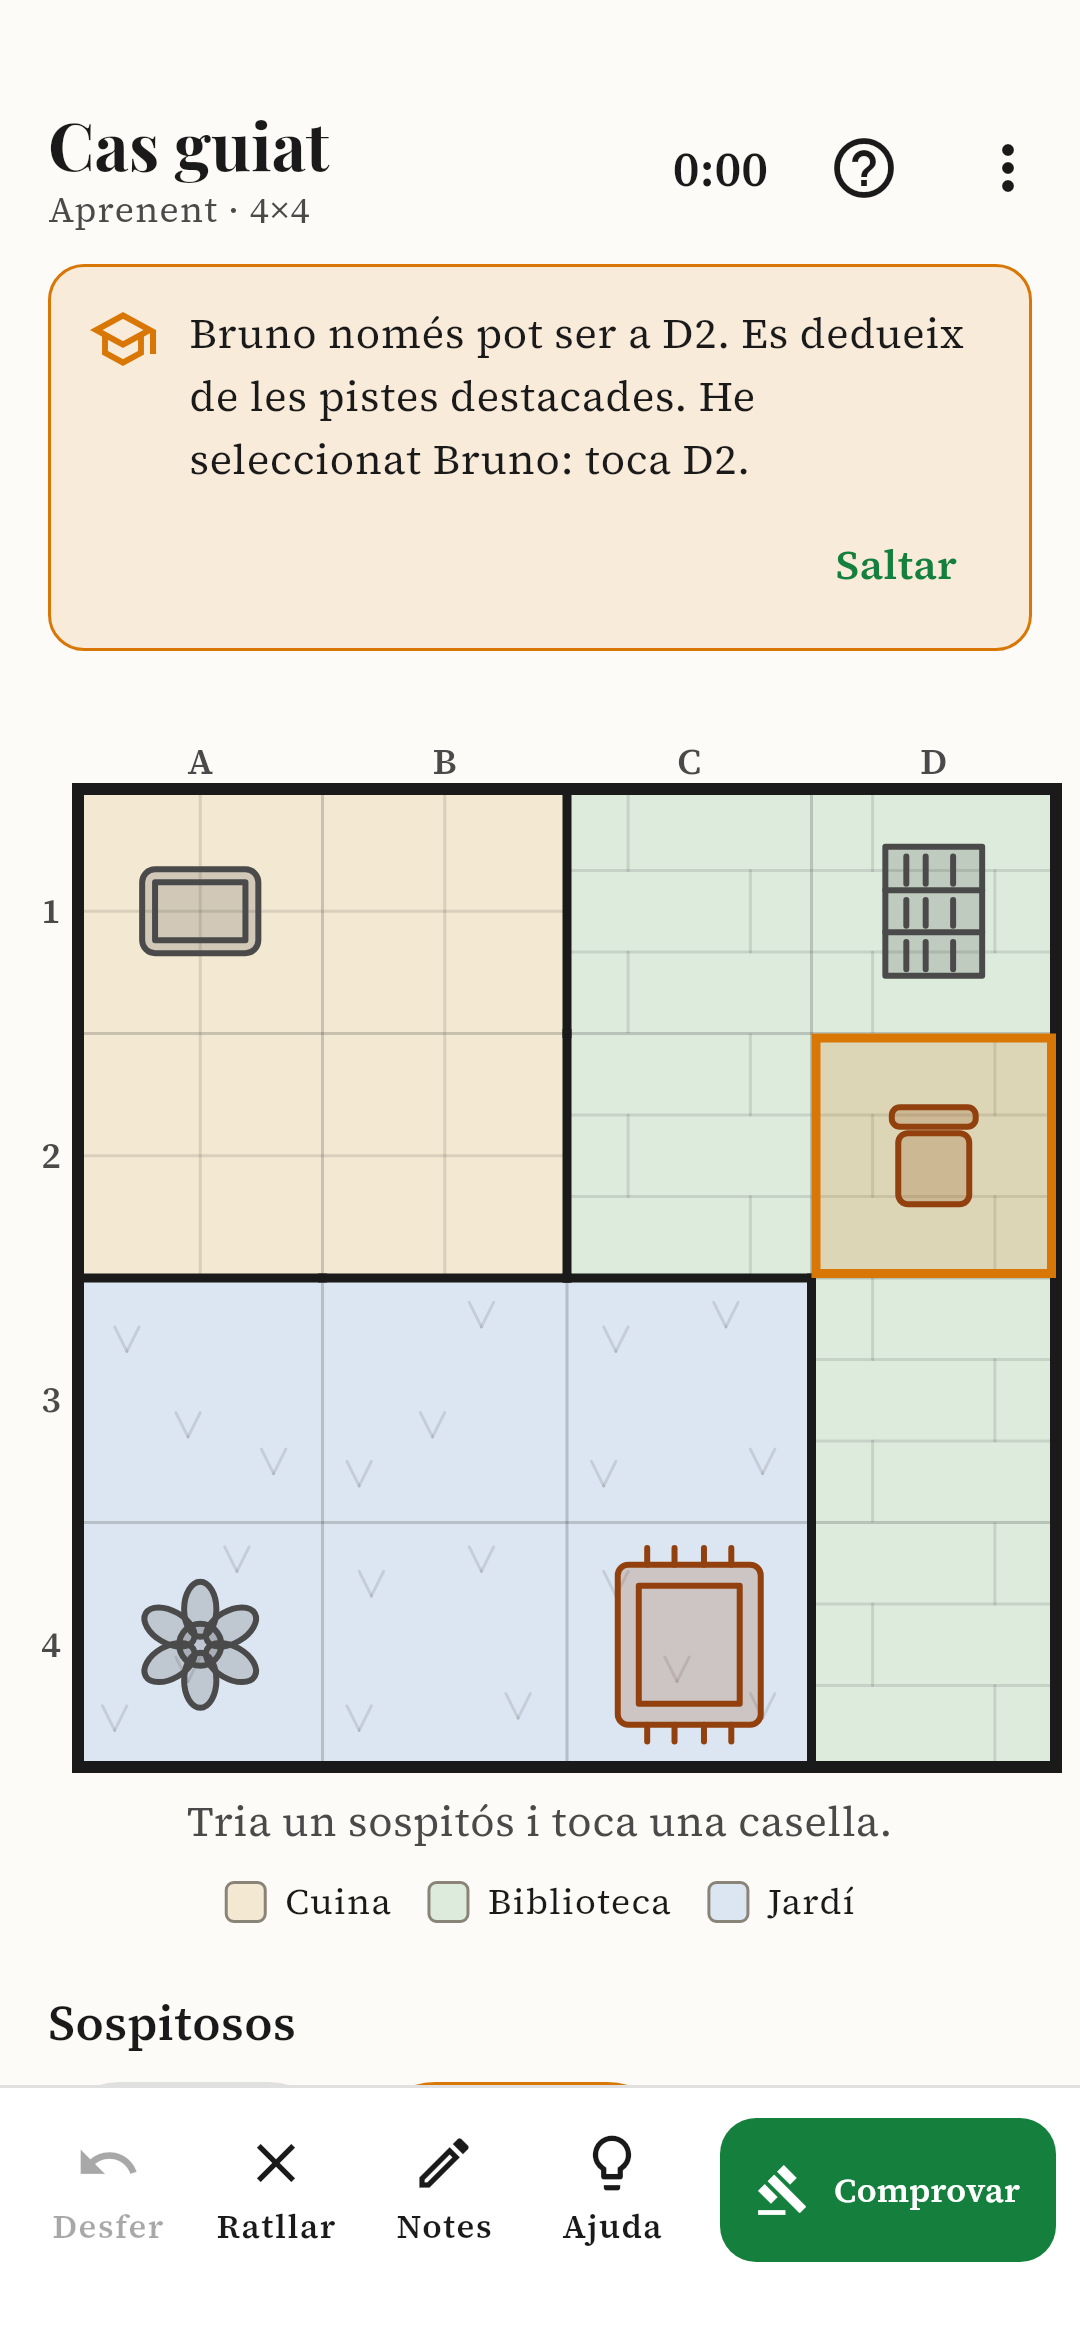 Cas guiat
0:00
Aprenent · 4×4
Bruno només pot ser a D2. Es dedueix
de les pistes destacades. He
seleccionat Bruno: toca D2.
Saltar
A B C D
1
2
3
4
Tria un sospitós i toca una casella.
Cuina Biblioteca Jardí
Sospitosos
Desfer Ratllar Notes Ajuda Comprovar